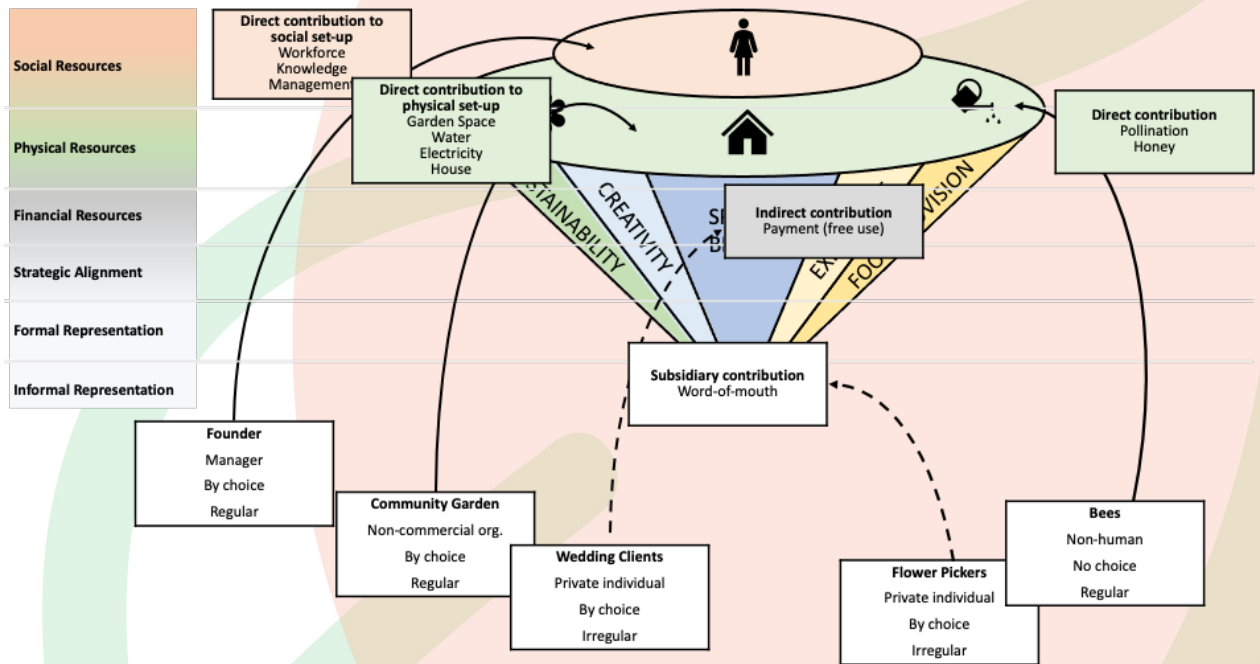 Social Resources
Physical Resources
Financial Resources
Strategic Alignment
Formal Representation
Informal Representation
Direct contribution to
social set-up
Workforce
Knowledge
Management
Direct contribution to
physical set-up
Garden Space
Water
Electricity
House
Direct contribution
Pollination
Honey
CREATIVITY
Indirect contribution
Payment (free use)
Subsidiary contribution
Word-of-mouth
Founder
Manager
By choice
Regular
Community Garden
Non-commercial org.
By choice
Regular
Wedding Clients
Private individual
By choice
Irregular
Flower Pickers
Private individual
By choice
Irregular
Bees
Non-human
No choice
Regular